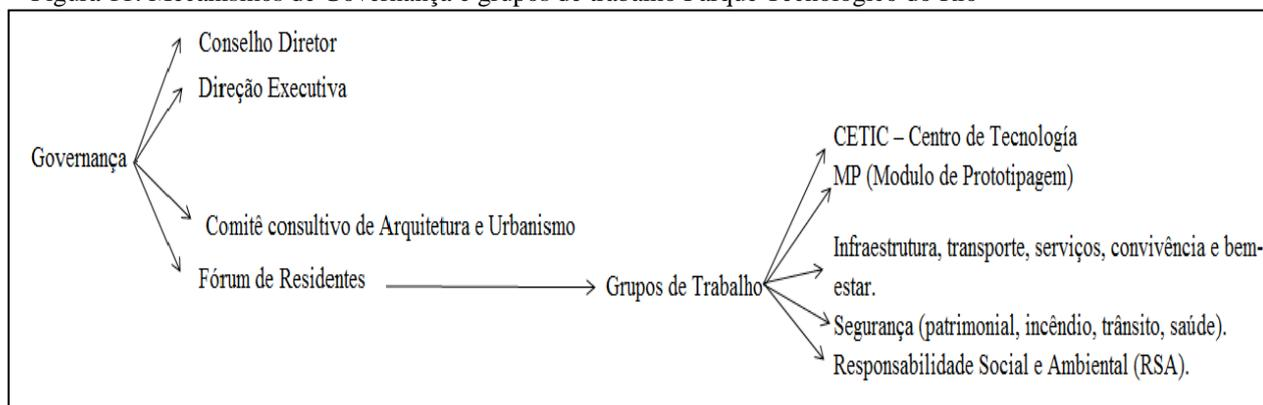 Conselho Diretor
Direção Executiva
Governança
Comitê consultivo de Arquitetura e Urbanismo
Fórum de Residentes
Grupos de Trabalho
CETIC – Centro de Tecnología
MP (Modulo de Prototipagem)
Infraestrutura, transporte, serviços, convivência e bem-
estar.
Segurança (patrimonial, incêndio, trânsito, saúde).
Responsabilidade Social e Ambiental (RSA).